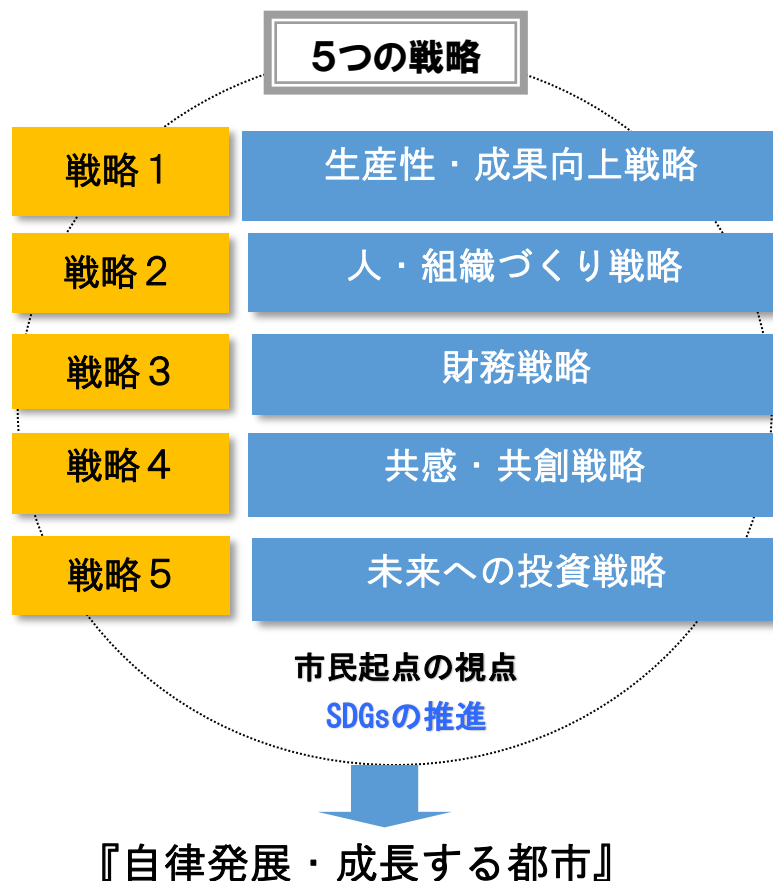 5つの戦略
戦略1 生産性・成果向上戦略
戦略2 人・組織づくり戦略
戦略3 財務戦略
戦略4 共感・共創戦略
戦略5 未来への投資戦略
市民起点の視点
SDGsの推進
『自律発展・成長する都市』